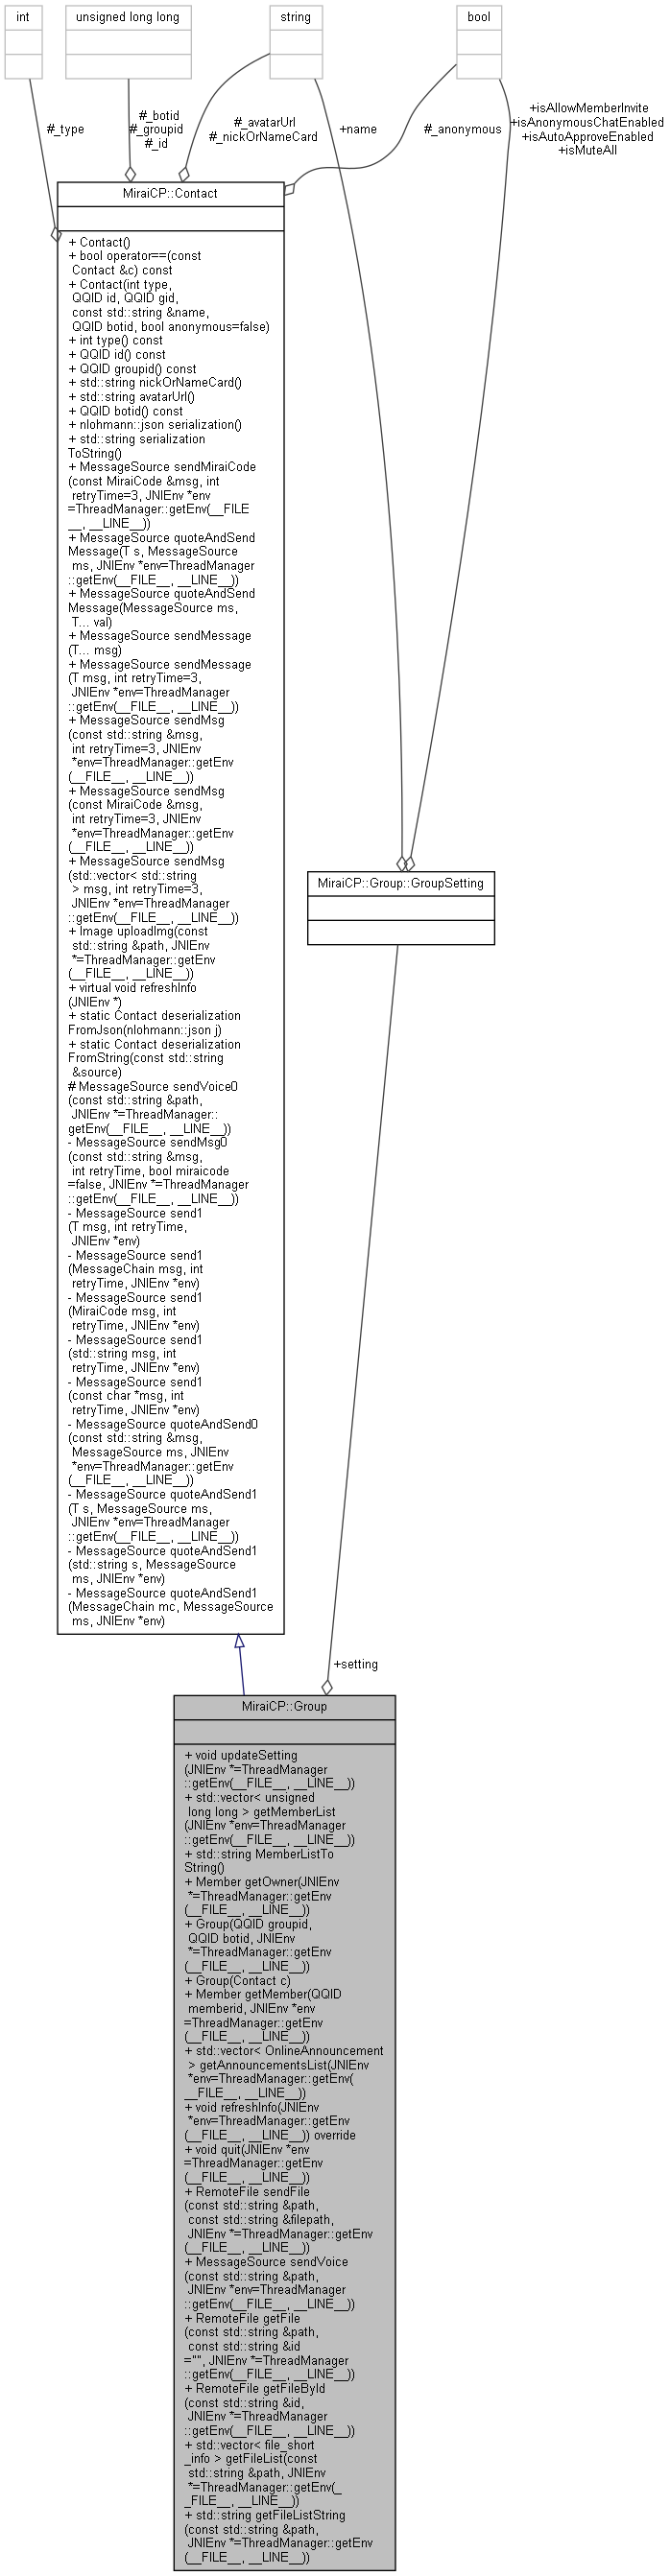 int
unsigned long long
string
bool
#_type
#_botid
#_groupid
#_id
#_avatarUrl
#_nickOrNameCard
+name
#_anonymous
+isAllowMemberInvite
+isAnonymousChatEnabled
+isAutoApproveEnabled
+isMuteAll
MiraiCP::Contact
+ Contact()
+ bool operator==(const
Contact &c) const
+ Contact(int type,
QQID id, QQID gid,
const std::string &name,
QQID botid, bool anonymous=false)
+ int type() const
+ QQID id() const
+ QQID groupid() const
+ std::string nickOrNameCard()
+ std::string avatarUrl()
+ QQID botid() const
+ nlohmann::json serialization()
+ std::string serialization
ToString()
+ MessageSource sendMiraiCode
(const MiraiCode &msg, int
retryTime=3, JNIEnv *env
=ThreadManager::getEnv(__FILE
__, __LINE__))
+ MessageSource quoteAndSend
Message(T s, MessageSource
ms, JNIEnv *env=ThreadManager
::getEnv(__FILE__, __LINE__))
+ MessageSource quoteAndSend
Message(MessageSource ms,
T... val)
+ MessageSource sendMessage
(T... msg)
+ MessageSource sendMessage
(T msg, int retryTime=3,
JNIEnv *env=ThreadManager
::getEnv(__FILE__, __LINE__))
+ MessageSource sendMsg
(const std::string &msg,
int retryTime=3, JNIEnv
*env=ThreadManager::getEnv
(__FILE__, __LINE__))
+ MessageSource sendMsg
(const MiraiCode &msg,
int retryTime=3, JNIEnv
*env=ThreadManager::getEnv
(__FILE__, __LINE__))
+ MessageSource sendMsg
(std::vector< std::string
> msg, int retryTime=3,
JNIEnv *env=ThreadManager
::getEnv(__FILE__, __LINE__))
+ Image uploadImg(const
std::string &path, JNIEnv
*=ThreadManager::getEnv
(__FILE__, __LINE__))
+ virtual void refreshInfo
(JNIEnv *)
+ static Contact deserialization
FromJson(nlohmann::json j)
+ static Contact deserialization
FromString(const std::string
&source)
# MessageSource sendVoice0
(const std::string &path,
JNIEnv *=ThreadManager::
getEnv(__FILE__, __LINE__))
- MessageSource sendMsg0
(const std::string &msg,
int retryTime, bool miraicode
=false, JNIEnv *=ThreadManager
::getEnv(__FILE__, __LINE__))
- MessageSource send1
(T msg, int retryTime,
JNIEnv *env)
- MessageSource send1
(MessageChain msg, int
retryTime, JNIEnv *env)
- MessageSource send1
(MiraiCode msg, int
retryTime, JNIEnv *env)
- MessageSource send1
(std::string msg, int
retryTime, JNIEnv *env)
- MessageSource send1
(const char *msg, int
retryTime, JNIEnv *env)
- MessageSource quoteAndSend0
(const std::string &msg,
MessageSource ms, JNIEnv
*env=ThreadManager::getEnv
(__FILE__, __LINE__))
- MessageSource quoteAndSend1
(T s, MessageSource ms,
JNIEnv *env=ThreadManager
::getEnv(__FILE__, __LINE__))
- MessageSource quoteAndSend1
(std::string s, MessageSource
ms, JNIEnv *env)
- MessageSource quoteAndSend1
(MessageChain mc, MessageSource
ms, JNIEnv *env)
MiraiCP::Group::GroupSetting
+setting
MiraiCP::Group
+ void updateSetting
(JNIEnv *=ThreadManager
::getEnv(__FILE__, __LINE__))
+ std::vector< unsigned
long long > getMemberList
(JNIEnv *env=ThreadManager
::getEnv(__FILE__, __LINE__))
+ std::string MemberListTo
String()
+ Member getOwner(JNIEnv
*=ThreadManager::getEnv
(__FILE__, __LINE__))
+ Group(QQID groupid,
QQID botid, JNIEnv
*=ThreadManager::getEnv
(__FILE__, __LINE__))
+ Group(Contact c)
+ Member getMember(QQID
memberid, JNIEnv *env
=ThreadManager::getEnv
(__FILE__, __LINE__))
+ std::vector< OnlineAnnouncement
> getAnnouncementsList(JNIEnv
*env=ThreadManager::getEnv(
__FILE__, __LINE__))
+ void refreshInfo(JNIEnv
*env=ThreadManager::getEnv
(__FILE__, __LINE__)) override
+ void quit(JNIEnv *env
=ThreadManager::getEnv
(__FILE__, __LINE__))
+ RemoteFile sendFile
(const std::string &path,
const std::string &filepath,
JNIEnv *=ThreadManager::getEnv
(__FILE__, __LINE__))
+ MessageSource sendVoice
(const std::string &path,
JNIEnv *env=ThreadManager
::getEnv(__FILE__, __LINE__))
+ RemoteFile getFile
(const std::string &path,
const std::string &id
="", JNIEnv *=ThreadManager
::getEnv(__FILE__, __LINE__))
+ RemoteFile getFileById
(const std::string &id,
JNIEnv *=ThreadManager
::getEnv(__FILE__, __LINE__))
+ std::vector< file_short
_info > getFileList(const
std::string &path, JNIEnv
*=ThreadManager::getEnv(_
_FILE__, __LINE__))
+ std::string getFileListString
(const std::string &path,
JNIEnv *=ThreadManager::getEnv
(__FILE__, __LINE__))